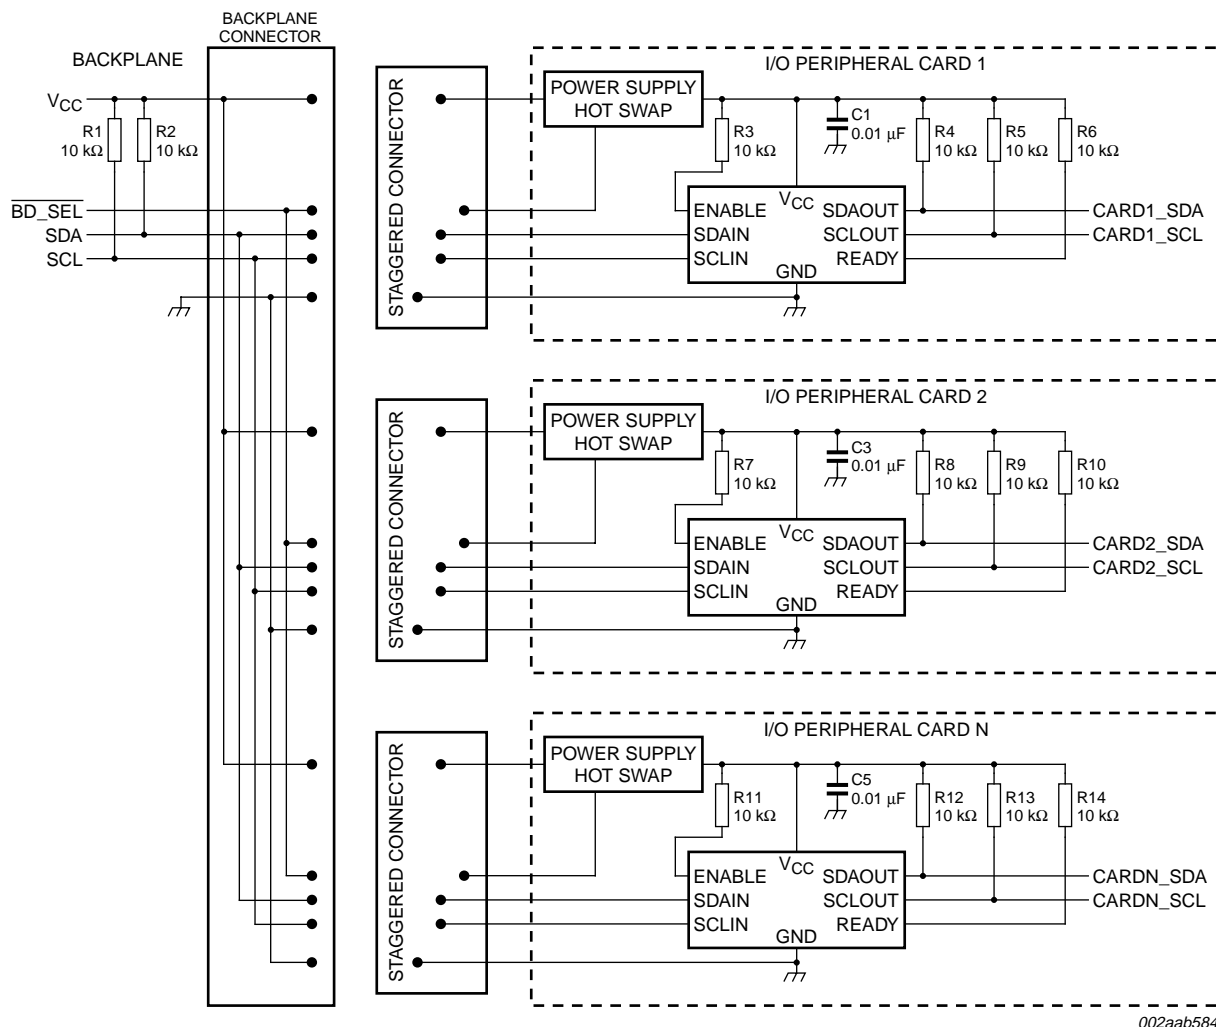 BACKPLANE
CONNECTOR
BACKPLANE
VCC
R1
10 kΩ
R2
10 kΩ
BD_SEL
SDA
SCL
STAGGERED CONNECTOR
I/O PERIPHERAL CARD 1
POWER SUPPLY
HOT SWAP
R3
10 kΩ
C1
0.01 μF
R4
10 kΩ
R5
10 kΩ
R6
10 kΩ
VCC
ENABLE
SDAIN
SCLIN
SDAOUT
SCLOUT
READY
GND
CARD1_SDA
CARD1_SCL
STAGGERED CONNECTOR
I/O PERIPHERAL CARD 2
POWER SUPPLY
HOT SWAP
R7
10 kΩ
C3
0.01 μF
R8
10 kΩ
R9
10 kΩ
R10
10 kΩ
VCC
ENABLE
SDAIN
SCLIN
SDAOUT
SCLOUT
READY
GND
CARD2_SDA
CARD2_SCL
STAGGERED CONNECTOR
I/O PERIPHERAL CARD N
POWER SUPPLY
HOT SWAP
R11
10 kΩ
C5
0.01 μF
R12
10 kΩ
R13
10 kΩ
R14
10 kΩ
VCC
ENABLE
SDAIN
SCLIN
SDAOUT
SCLOUT
READY
GND
CARDN_SDA
CARDN_SCL
002aab584